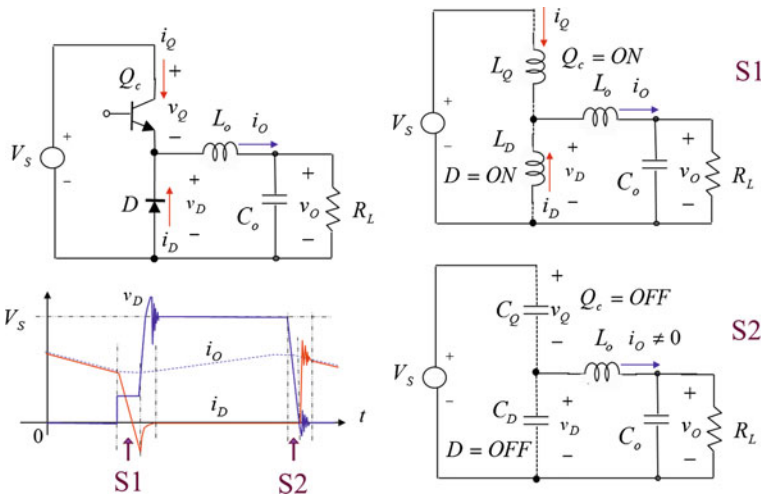 i_Q
Q_c
+
v_Q
−
L_o
i_O
V_S
+
−
D
i_D
+
v_D
−
C_o
+
v_O
−
R_L
i_Q
L_Q
Q_c = ON
S1
L_o
i_O
V_S
+
−
L_D
D = ON
i_D
+
v_D
−
C_o
+
v_O
−
R_L
V_S
v_D
i_O
i_D
0
t
S1
S2
C_Q
+
v_Q
−
Q_c = OFF
S2
L_o
i_O ≠ 0
V_S
+
−
C_D
D = OFF
+
v_D
−
C_o
+
v_O
−
R_L